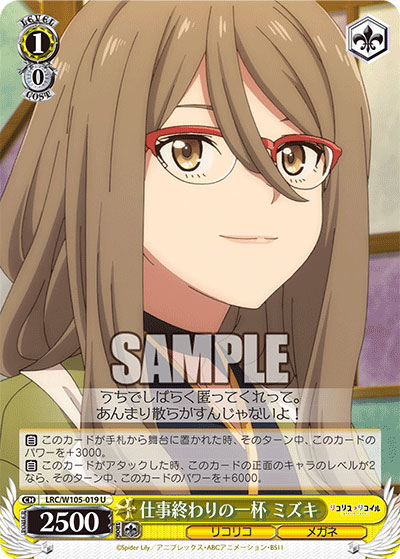 LEVEL
1
0
COST
SAMPLE
うちでしばらく匿ってくれって。
あんまり散らかすんじゃないよ!
【自】 このカードが手札から舞台に置かれた時、そのターン中、このカードのパワーを+3000。
【自】 このカードがアタックした時、このカードの正面のキャラのレベルが2なら、そのターン中、このカードのパワーを+6000。
CH LRC/W105-019 U
POWER
2500
仕事終わりの一杯 ミズキ
リコリス・リコイル
リコリコ
メガネ
©Spider Lily/アニプレックス・ABCアニメーション・BS11